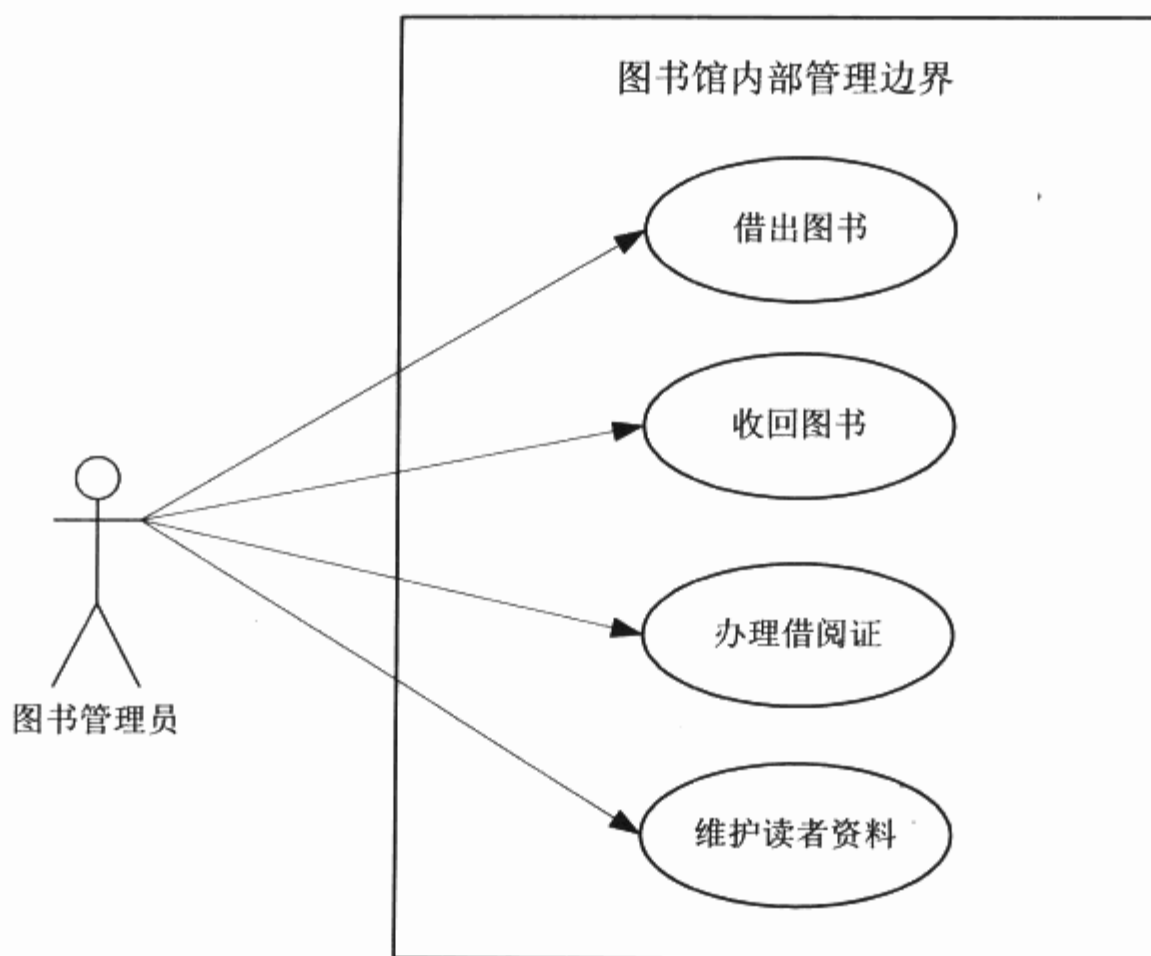 图书馆内部管理边界
借出图书
收回图书
办理借阅证
图书管理员
维护读者资料